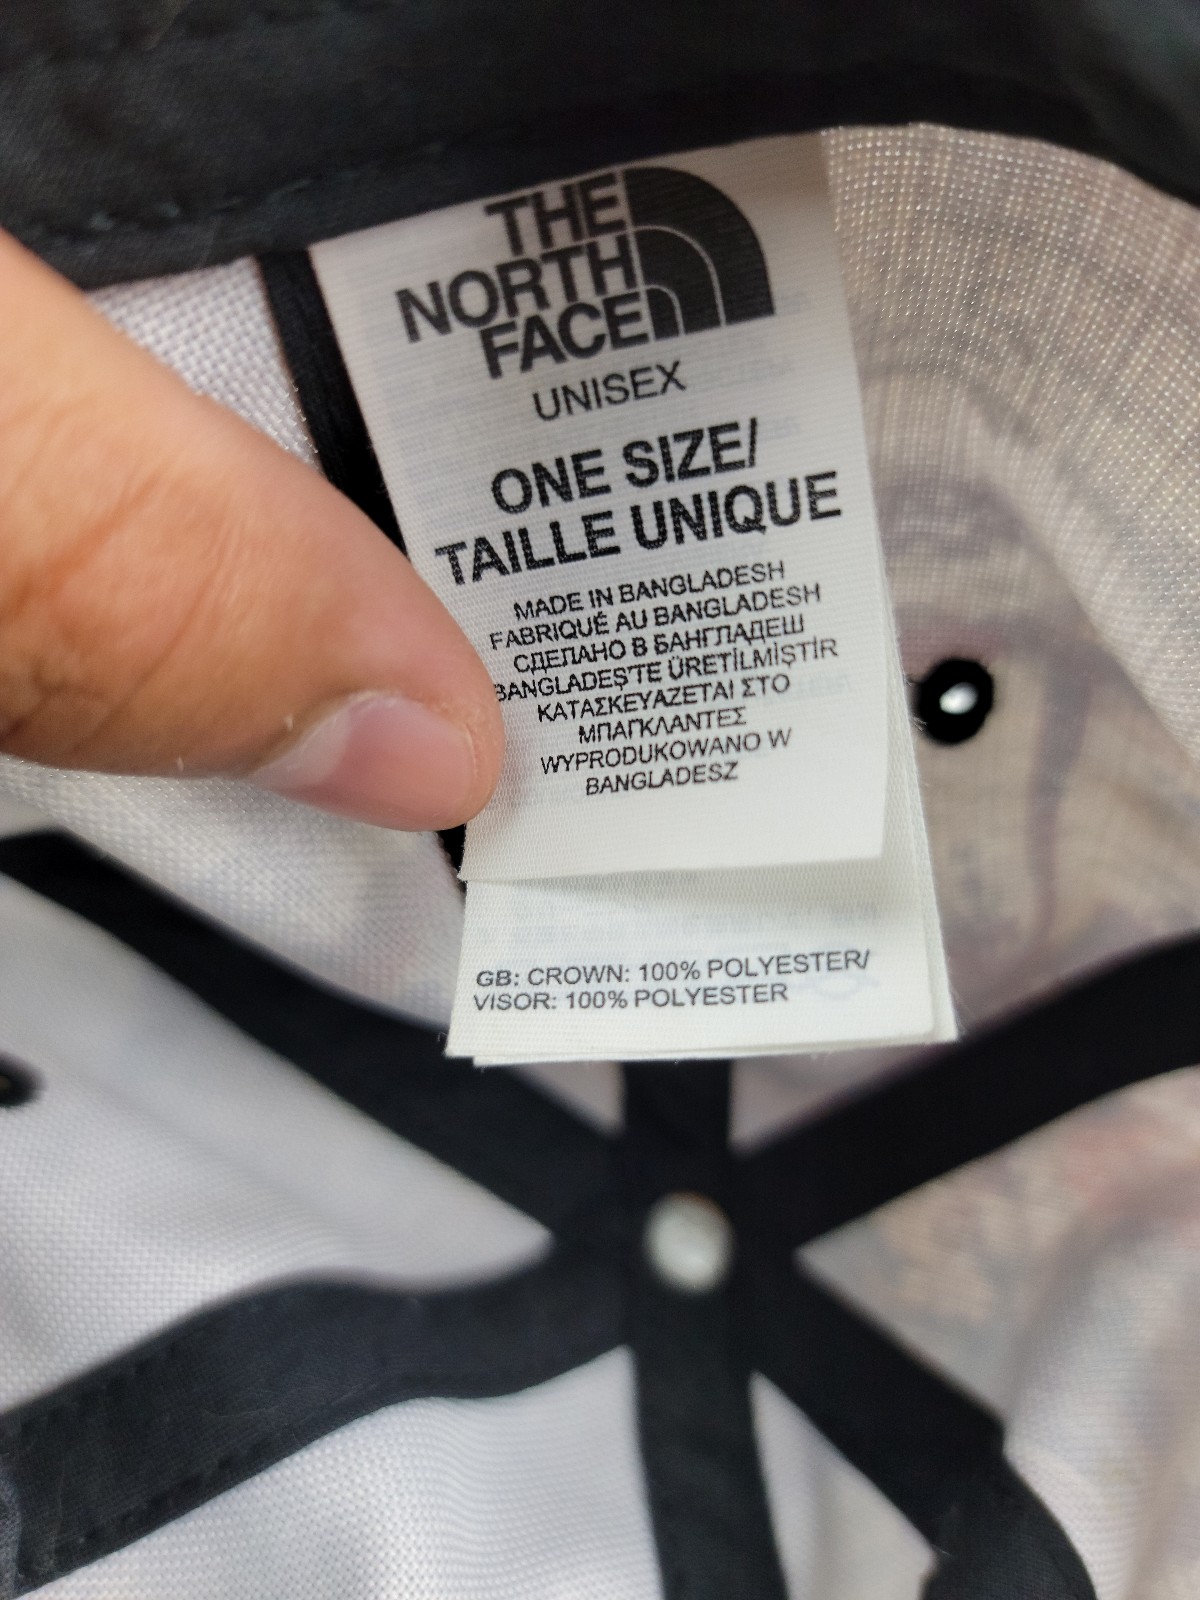 THE
NORTH
FACE
UNISEX
ONE SIZE/
TAILLE UNIQUE
MADE IN BANGLADESH
FABRIQUÉ AU BANGLADESH
СДЕЛАНО В БАНГЛАДЕШ
BANGLADEŞ'TE ÜRETİLMİŞTİR
ΚΑΤΑΣΚΕΥΑΖΕΤΑΙ ΣΤΟ
ΜΠΑΓΚΛΑΝΤΕΣ
WYPRODUKOWANO W
BANGLADESZ
GB: CROWN: 100% POLYESTER/
VISOR: 100% POLYESTER